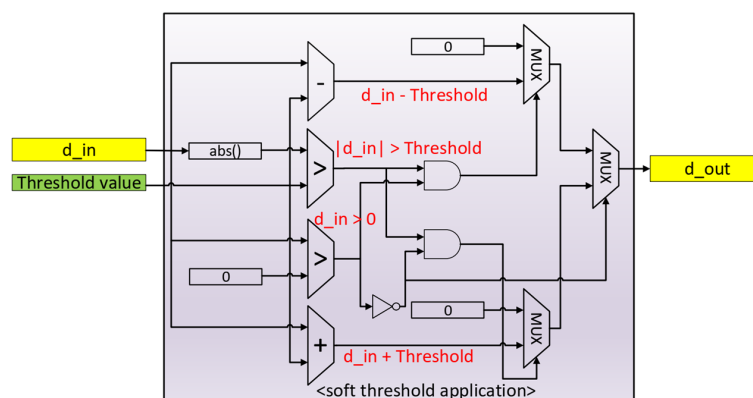 0
MUX
-
d_in - Threshold
d_in
abs()
|d_in| > Threshold
>
MUX
d_out
Threshold value
d_in > 0
>
0
0
MUX
+
d_in + Threshold
<soft threshold application>